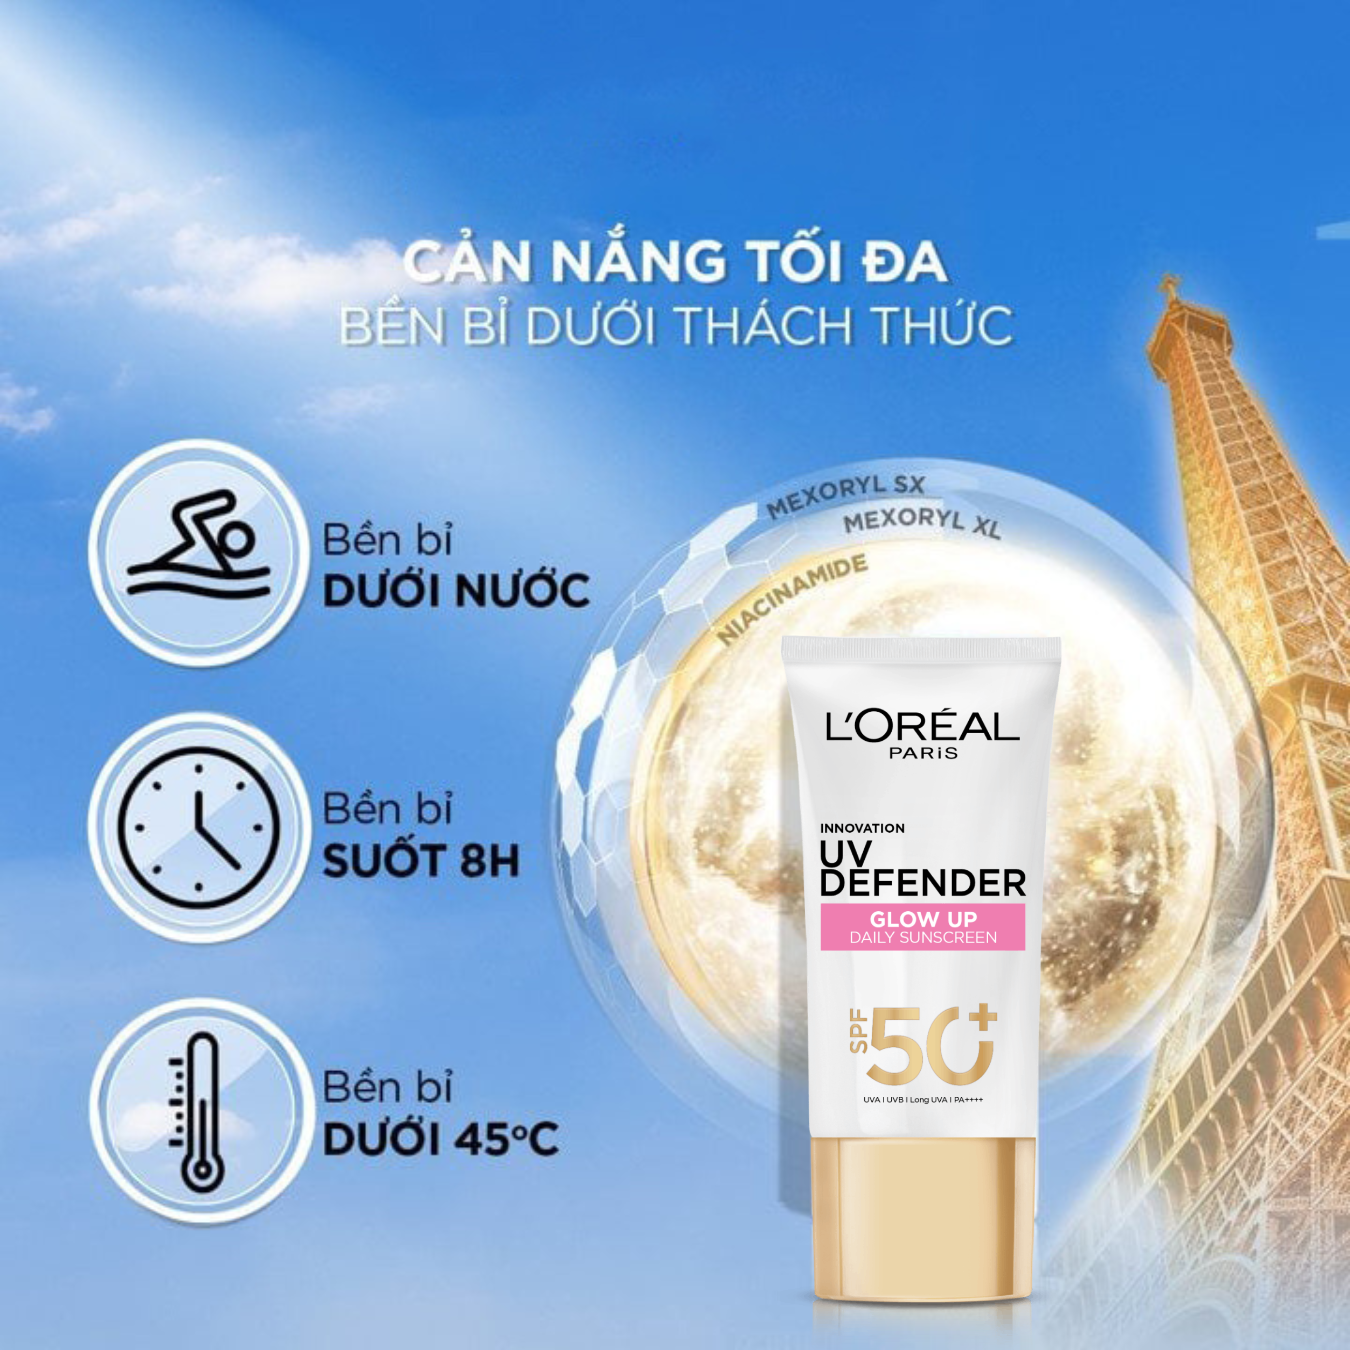 CẢN NẮNG TỐI ĐA
BỀN BỈ DƯỚI THÁCH THỨC
Bền bỉ
DƯỚI NƯỚC
Bền bỉ
SUỐT 8H
Bền bỉ
DƯỚI 45ºC
MEXORYL SX
MEXORYL XL
NIACINAMIDE
L'ORÉAL
PARiS
INNOVATION
UV
DEFENDER
GLOW UP
DAILY SUNSCREEN
SPF 50+
UVA I UVB I Long UVA I PA++++